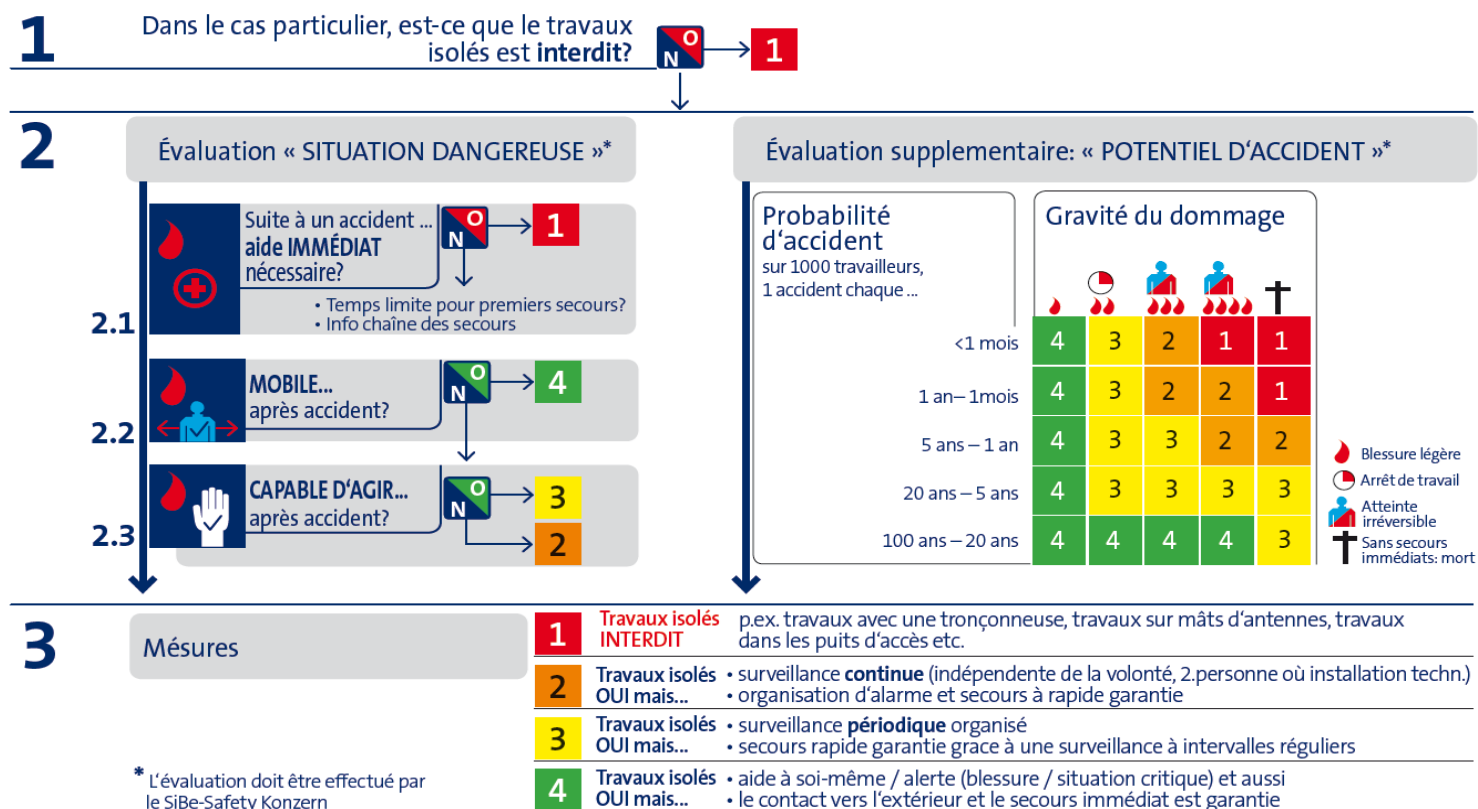 1
Dans le cas particulier, est-ce que le travaux
isolés est interdit?
O
N
1
2
Évaluation « SITUATION DANGEREUSE »*
Évaluation supplementaire: « POTENTIEL D‘ACCIDENT »*
2.1
Suite à un accident ...
aide IMMÉDIAT
nécessaire?
O
N
1
• Temps limite pour premiers secours?
• Info chaîne des secours
2.2
MOBILE...
après accident?
O
N
4
2.3
CAPABLE D‘AGIR...
après accident?
O
N
3
2
Probabilité
d‘accident
sur 1000 travailleurs,
1 accident chaque ...
Gravité du dommage
<1 mois 4 3 2 1 1
1 an– 1mois 4 3 2 2 1
5 ans – 1 an 4 3 3 2 2
20 ans – 5 ans 4 3 3 3 3
100 ans – 20 ans 4 4 4 4 3
Blessure légère
Arrêt de travail
Atteinte
irréversible
Sans secours
immédiats: mort
3
Mésures
1
Travaux isolés
INTERDIT
p.ex. travaux avec une tronçonneuse, travaux sur mâts d‘antennes, travaux
dans les puits d‘accès etc.
2
Travaux isolés
OUI mais...
• surveillance continue (indépendente de la volonté, 2.personne où installation techn.)
• organisation d‘alarme et secours à rapide garantie
3
Travaux isolés
OUI mais...
• surveillance périodique organisé
• secours rapide garantie grace à une surveillance à intervalles réguliers
4
Travaux isolés
OUI mais...
• aide à soi-même / alerte (blessure / situation critique) et aussi
• le contact vers l‘extérieur et le secours immédiat est garantie
* L‘évaluation doit être effectué par
le SiBe-Safety Konzern